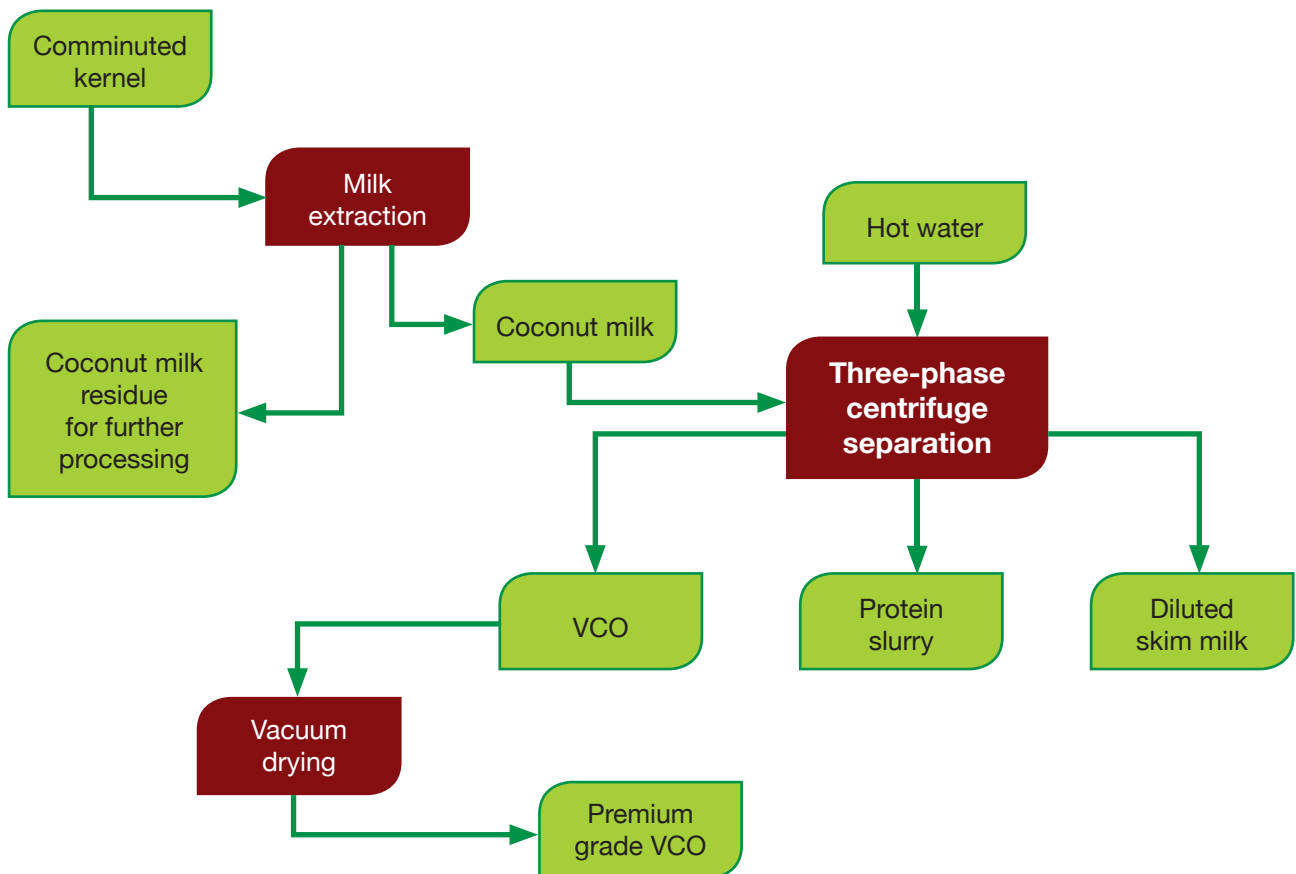 Comminuted
kernel
Milk
extraction
Hot water
Coconut milk
Coconut milk
residue
for further
processing
Three-phase
centrifuge
separation
VCO
Protein
slurry
Diluted
skim milk
Vacuum
drying
Premium
grade VCO